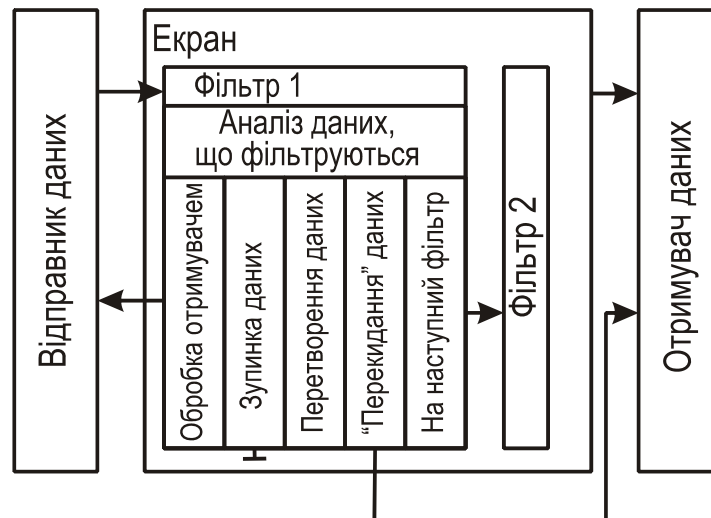 Відправник даних
Екран
Фільтр 1
Аналіз даних,
що фільтруються
Обробка отримувачем
Зупинка даних
Перетворення даних
“Перекидання” даних
На наступний фільтр
Фільтр 2
Отримувач даних